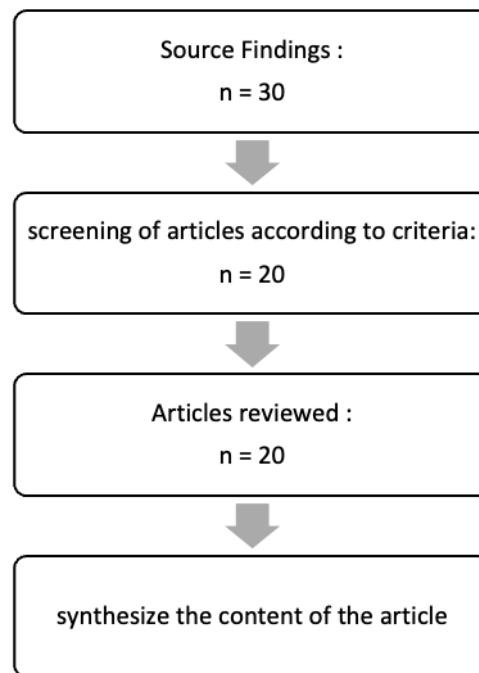 Source Findings :
n = 30
screening of articles according to criteria:
n = 20
Articles reviewed :
n = 20
synthesize the content of the article